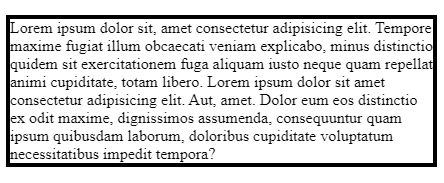 Lorem ipsum dolor sit, amet consectetur adipisicing elit. Tempore
maxime fugiat illum obcaecati veniam explicabo, minus distinctio
quidem sit exercitationem fuga aliquam iusto neque quam repellat
animi cupiditate, totam libero. Lorem ipsum dolor sit amet
consectetur adipisicing elit. Aut, amet. Dolor eum eos distinctio
ex odit maxime, dignissimos assumenda, consequuntur quam
ipsum quibusdam laborum, doloribus cupiditate voluptatum
necessitatibus impedit tempora?